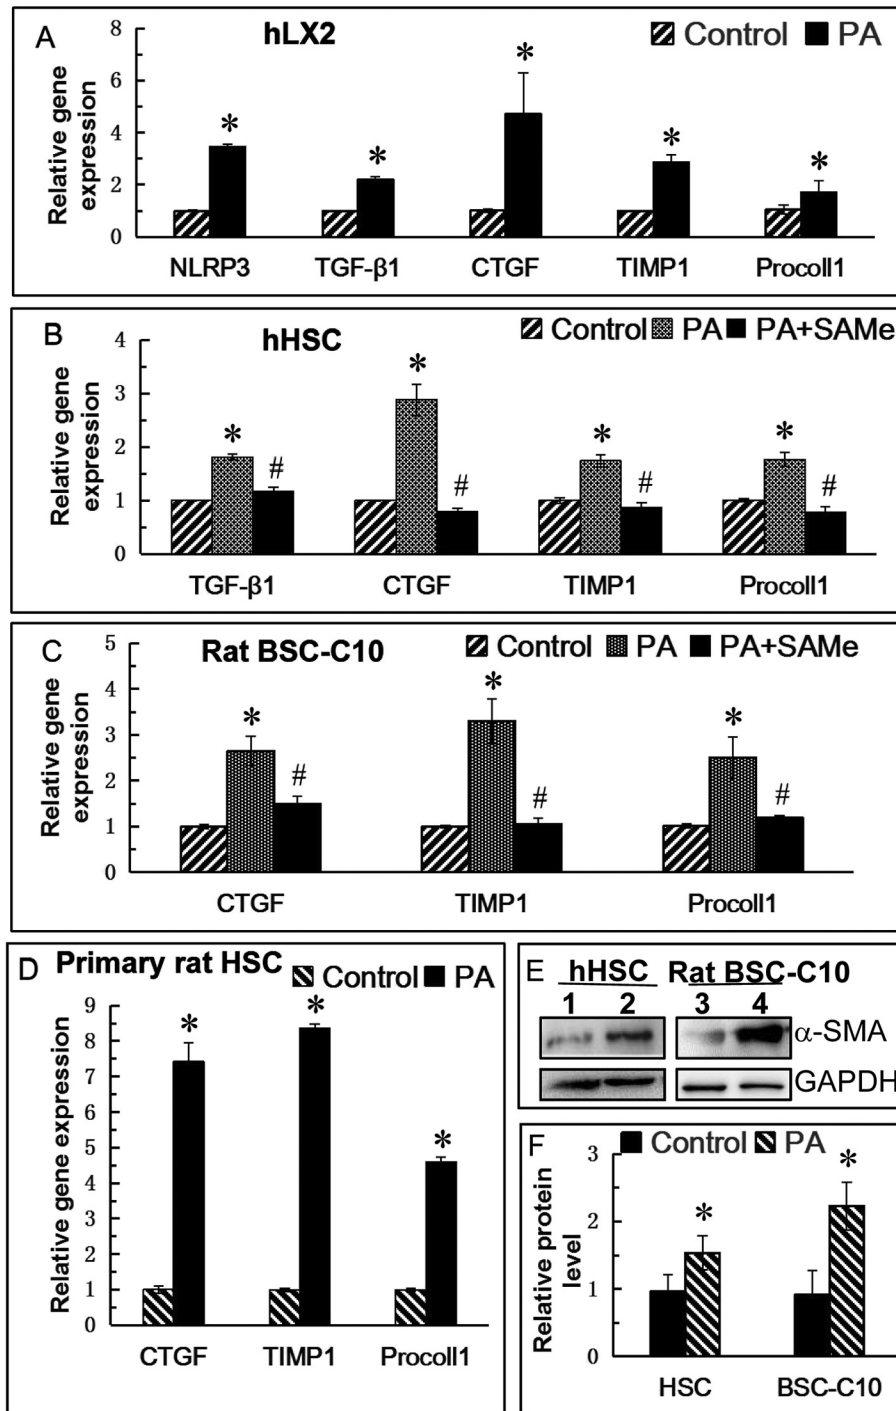 A
hLX2
Control PA
Relative gene
expression
8
6
4
2
0
* * * * *
NLRP3 TGF-β1 CTGF TIMP1 Procoll1
B
hHSC
Control PA PA+SAMe
Relative gene
expression
4
3
2
1
0
* # * # * # * #
TGF-β1 CTGF TIMP1 Procoll1
C
Rat BSC-C10
Control PA PA+SAMe
Relative gene
expression
5
4
3
2
1
0
* # * # * #
CTGF TIMP1 Procoll1
D
Primary rat HSC
Control PA
Relative gene expression
9
8
7
6
5
4
3
2
1
0
* * *
CTGF TIMP1 Procoll1
E
hHSC Rat BSC-C10
1 2 3 4
α-SMA
GAPDH
F
Control PA
Relative protein
level
3
2
1
0
* *
HSC BSC-C10